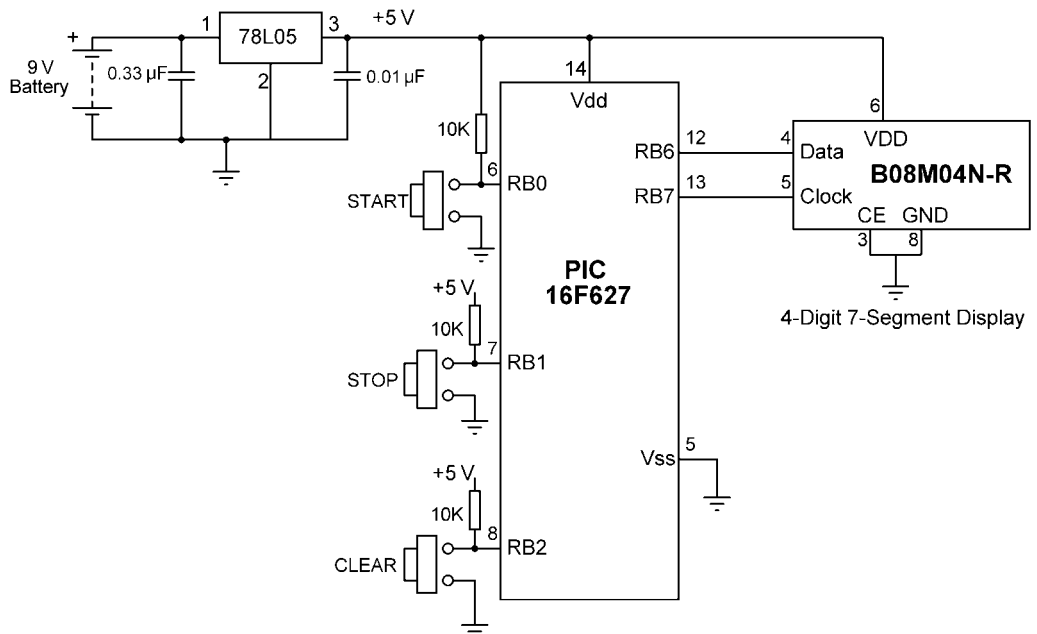 +
9 V
Battery
0.33 µF
1
78L05
3
2
+5 V
0.01 µF
10K
START
6
RB0
14
Vdd
PIC
16F627
RB6
12
RB7
13
4
Data
5
Clock
6
VDD
B08M04N-R
CE
GND
3
8
4-Digit 7-Segment Display
+5 V
10K
STOP
7
RB1
+5 V
10K
CLEAR
8
RB2
Vss
5